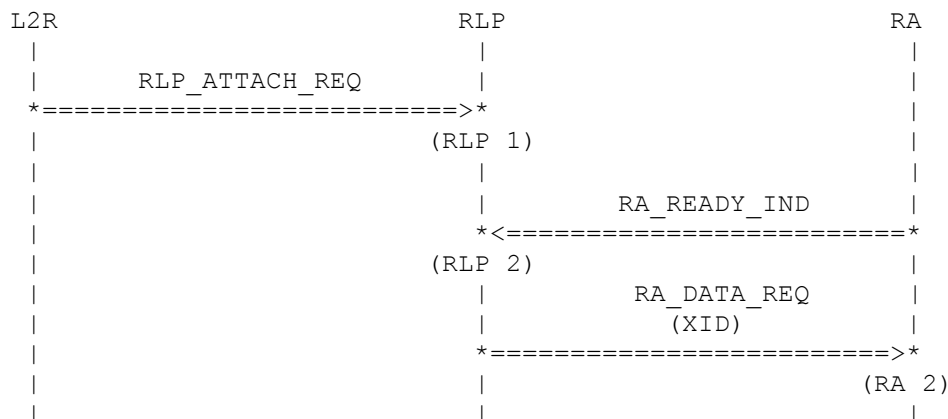 L2R RLP RA
| | |
| RLP_ATTACH_REQ | |
*==========================>* |
| (RLP 1) |
| | |
| | RA_READY_IND |
| *<=========================*
| (RLP 2) |
| | RA_DATA_REQ |
| | (XID) |
| *=========================>*
| | (RA 2)
| | |